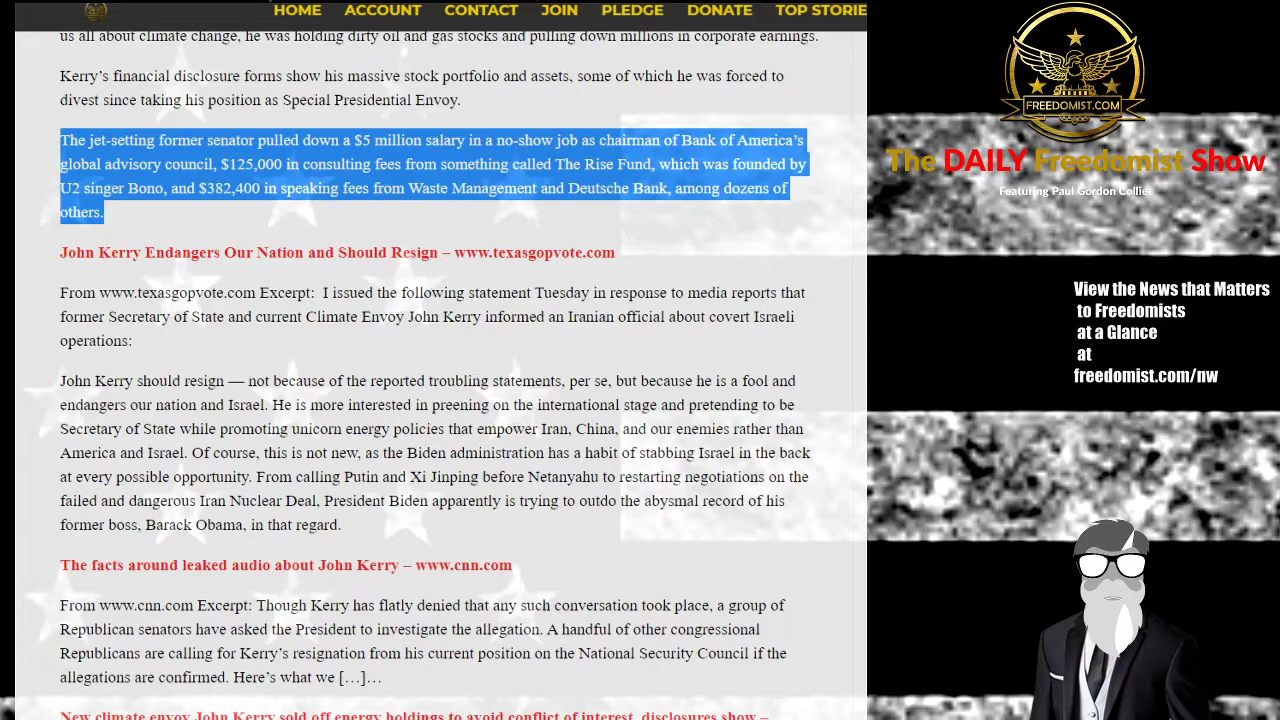 HOME ACCOUNT CONTACT JOIN PLEDGE DONATE TOP STORIE
us all about climate change, he was holding dirty oil and gas stocks and pulling down millions in corporate earnings.
Kerry’s financial disclosure forms show his massive stock portfolio and assets, some of which he was forced to
divest since taking his position as Special Presidential Envoy.
The jet-setting former senator pulled down a $5 million salary in a no-show job as chairman of Bank of America’s
global advisory council, $125,000 in consulting fees from something called The Rise Fund, which was founded by
U2 singer Bono, and $382,400 in speaking fees from Waste Management and Deutsche Bank, among dozens of
others.
John Kerry Endangers Our Nation and Should Resign – www.texasgopvote.com
From www.texasgopvote.com Excerpt:  I issued the following statement Tuesday in response to media reports that
former Secretary of State and current Climate Envoy John Kerry informed an Iranian official about covert Israeli
operations:
John Kerry should resign — not because of the reported troubling statements, per se, but because he is a fool and
endangers our nation and Israel. He is more interested in preening on the international stage and pretending to be
Secretary of State while promoting unicorn energy policies that empower Iran, China, and our enemies rather than
America and Israel. Of course, this is not new, as the Biden administration has a habit of stabbing Israel in the back
at every possible opportunity. From calling Putin and Xi Jinping before Netanyahu to restarting negotiations on the
failed and dangerous Iran Nuclear Deal, President Biden apparently is trying to outdo the abysmal record of his
former boss, Barack Obama, in that regard.
The facts around leaked audio about John Kerry – www.cnn.com
From www.cnn.com Excerpt: Though Kerry has flatly denied that any such conversation took place, a group of
Republican senators have asked the President to investigate the allegation. A handful of other congressional
Republicans are calling for Kerry’s resignation from his current position on the National Security Council if the
allegations are confirmed. Here’s what we […]…
New climate envoy John Kerry sold off energy holdings to avoid conflict of interest, disclosures show –
FREEDOMIST.COM
The DAILY Freedomist Show
Featuring Paul Gordon Collie
View the News that Matters
to Freedomists
at a Glance
at
freedomist.com/nw